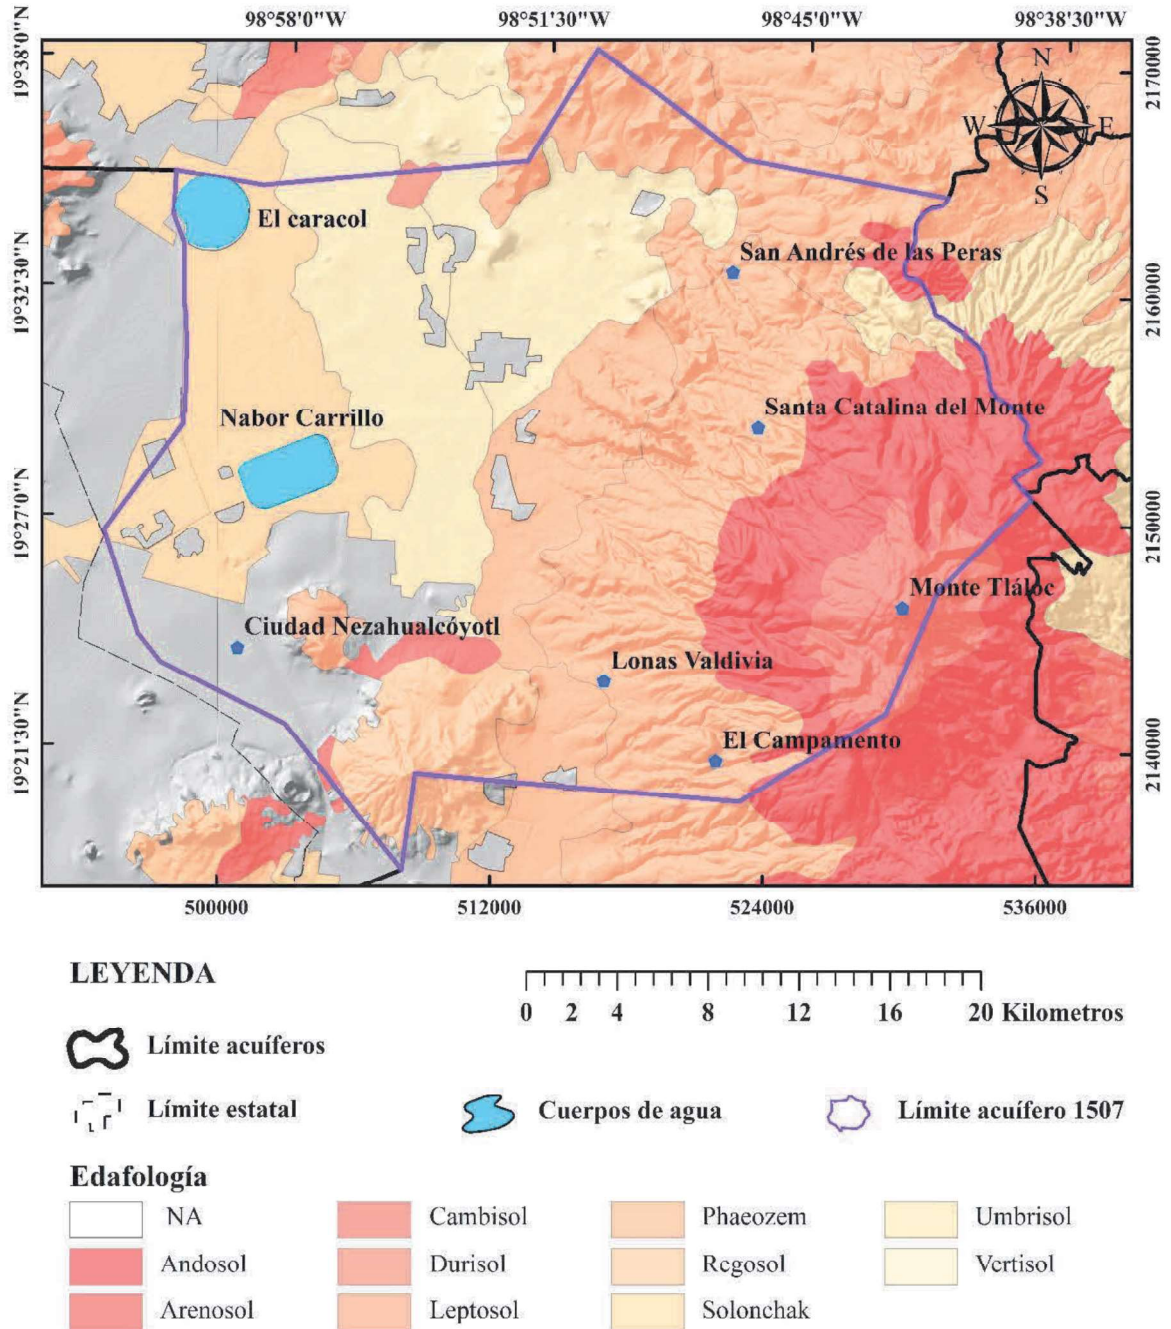 98°58'0"W 98°51'30"W 98°45'0"W 98°38'30"W
19°38'0"N
2170000
N
W E
S
El caracol
San Andrés de las Peras
19°32'30"N
2160000
Santa Catalina del Monte
Nabor Carrillo
19°27'0"N
2150000
Monte Tláloc
Ciudad Nezahualcóyotl
Lonas Valdivia
El Campamento
19°21'30"N
2140000
500000 512000 524000 536000
LEYENDA
0 2 4 8 12 16 20 Kilometros
Límite acuíferos
Límite estatal Cuerpos de agua Límite acuífero 1507
Edafología
NA Cambisol Phaeozem Umbrisol
Andosol Durisol Regosol Vertisol
Arenosol Leptosol Solonchak